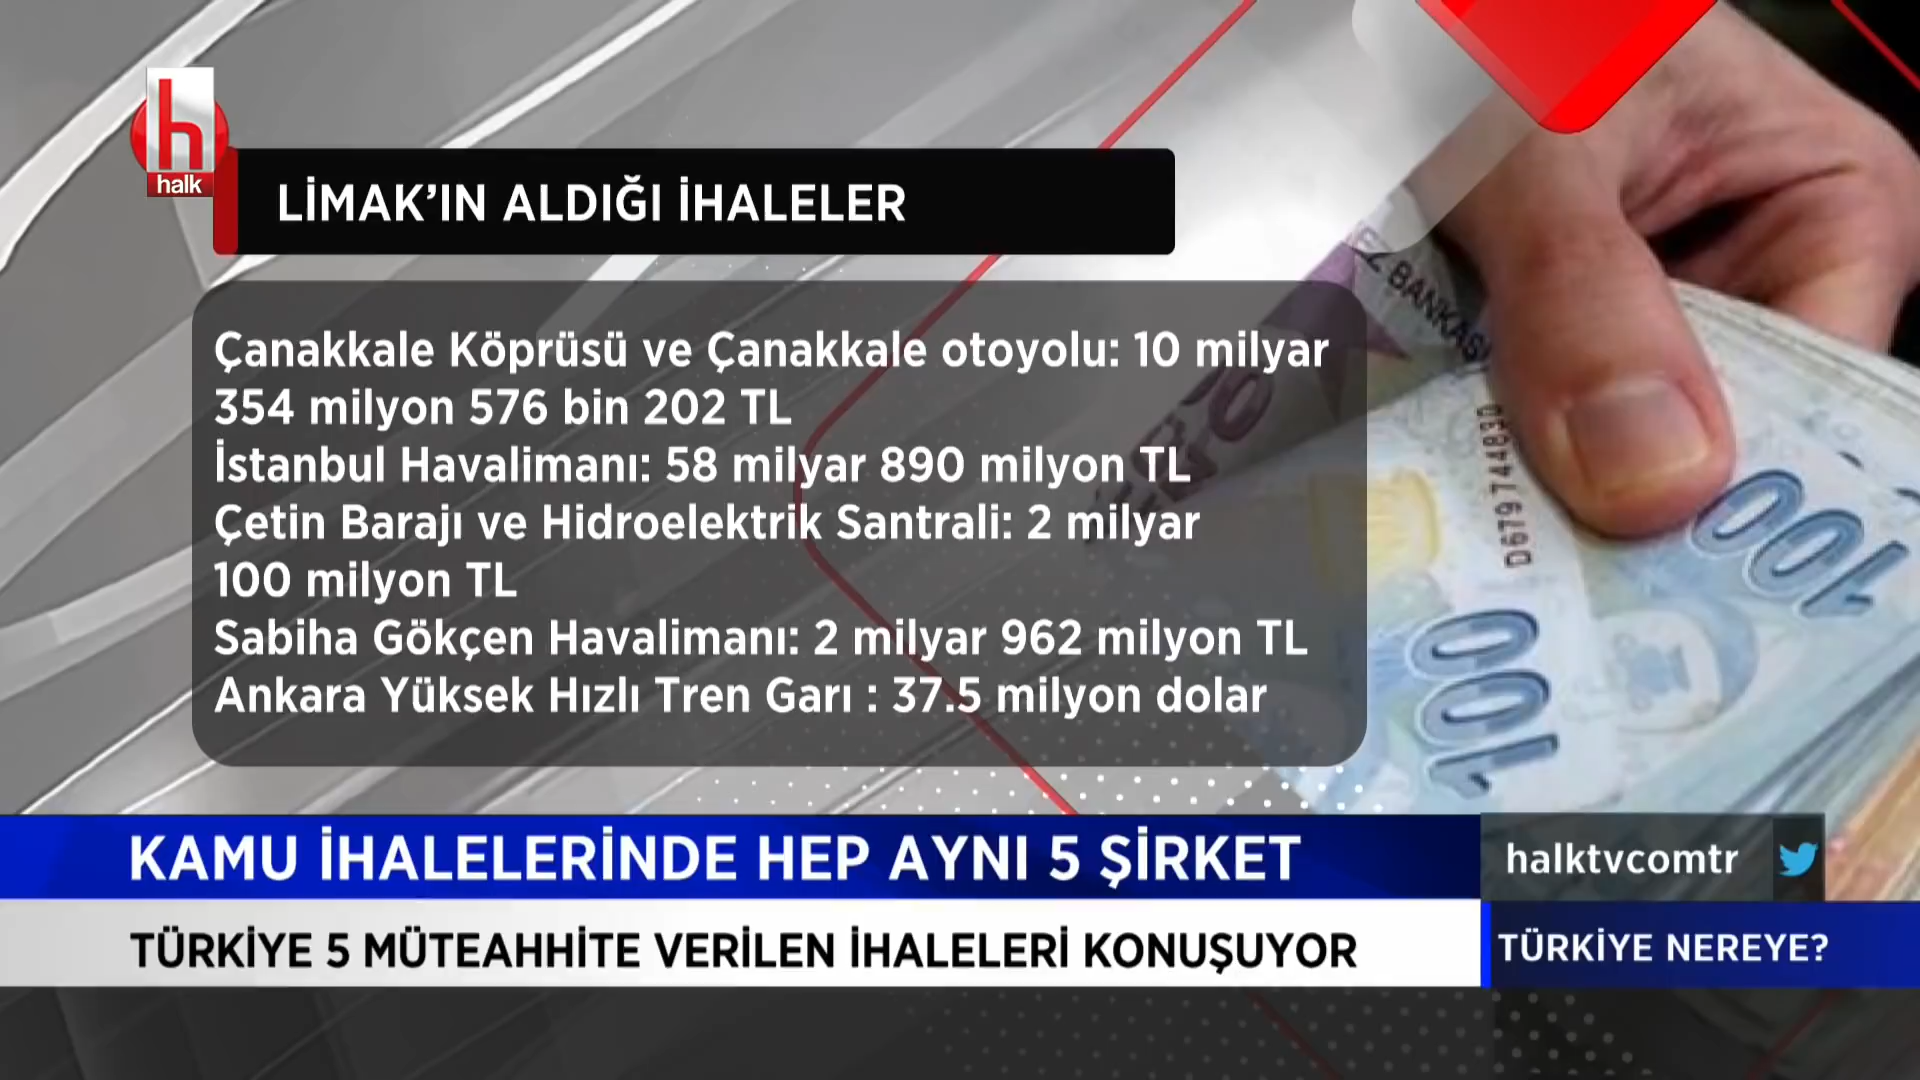 h
halk
LİMAK’IN ALDIĞI İHALELER
Çanakkale Köprüsü ve Çanakkale otoyolu: 10 milyar
354 milyon 576 bin 202 TL
İstanbul Havalimanı: 58 milyar 890 milyon TL
Çetin Barajı ve Hidroelektrik Santrali: 2 milyar
100 milyon TL
Sabiha Gökçen Havalimanı: 2 milyar 962 milyon TL
Ankara Yüksek Hızlı Tren Garı : 37.5 milyon dolar
BANKASI
100
100
KAMU İHALELERİNDE HEP AYNI 5 ŞİRKET
halktvcomtr
TÜRKİYE 5 MÜTEAHHİTE VERİLEN İHALELERİ KONUŞUYOR
TÜRKİYE NEREYE?